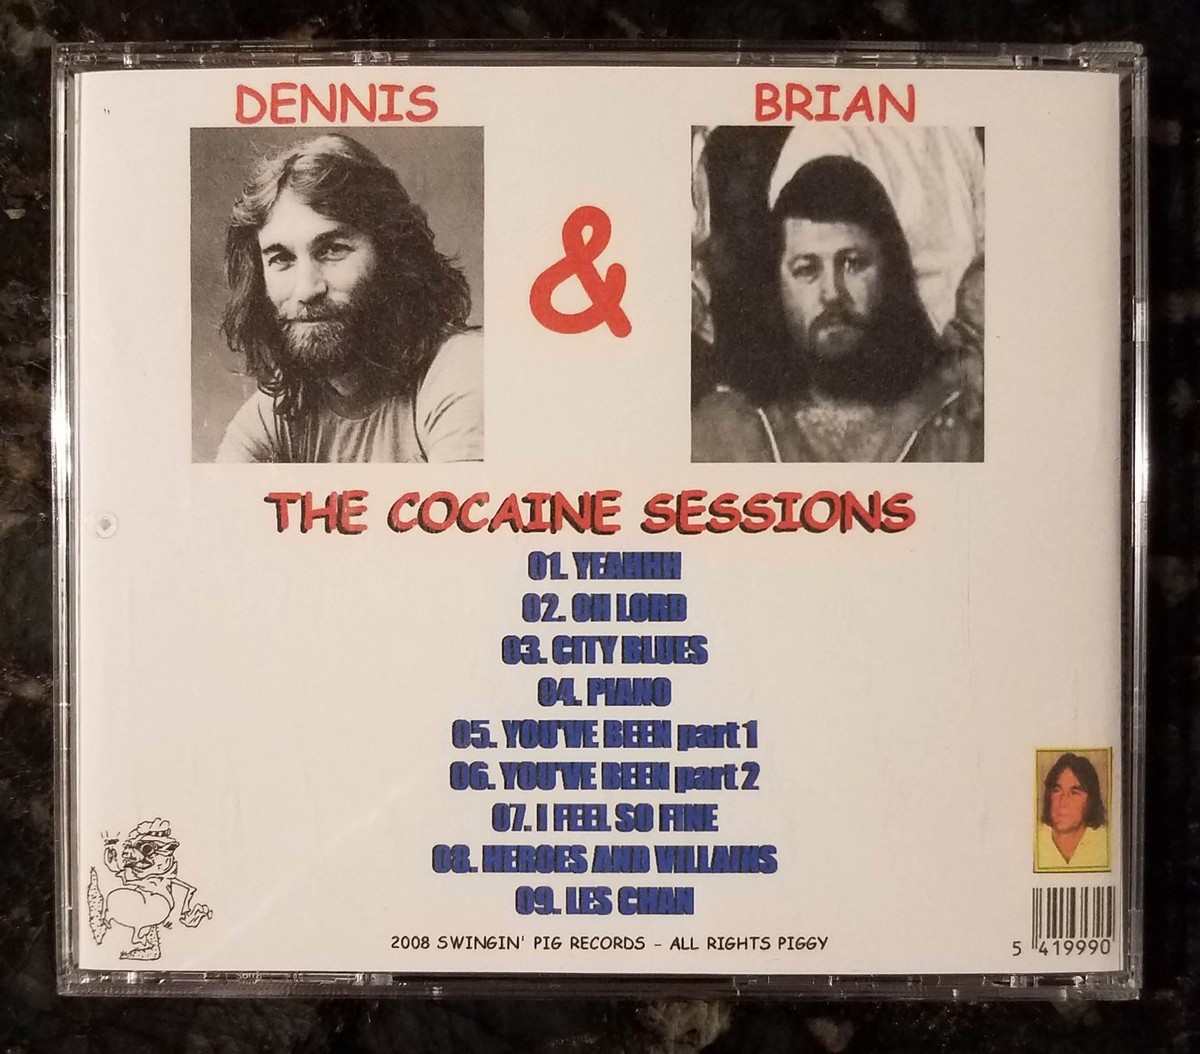 DENNIS
BRIAN
&
THE COCAINE SESSIONS
01. YEAHHH
02. OH LORD
03. CITY BLUES
04. PIANO
05. YOU'VE BEEN part 1
06. YOU'VE BEEN part 2
07. I FEEL SO FINE
08. HEROES AND VILLAINS
09. LES CHAN
2008 SWINGIN' PIG RECORDS - ALL RIGHTS PIGGY
5 419990